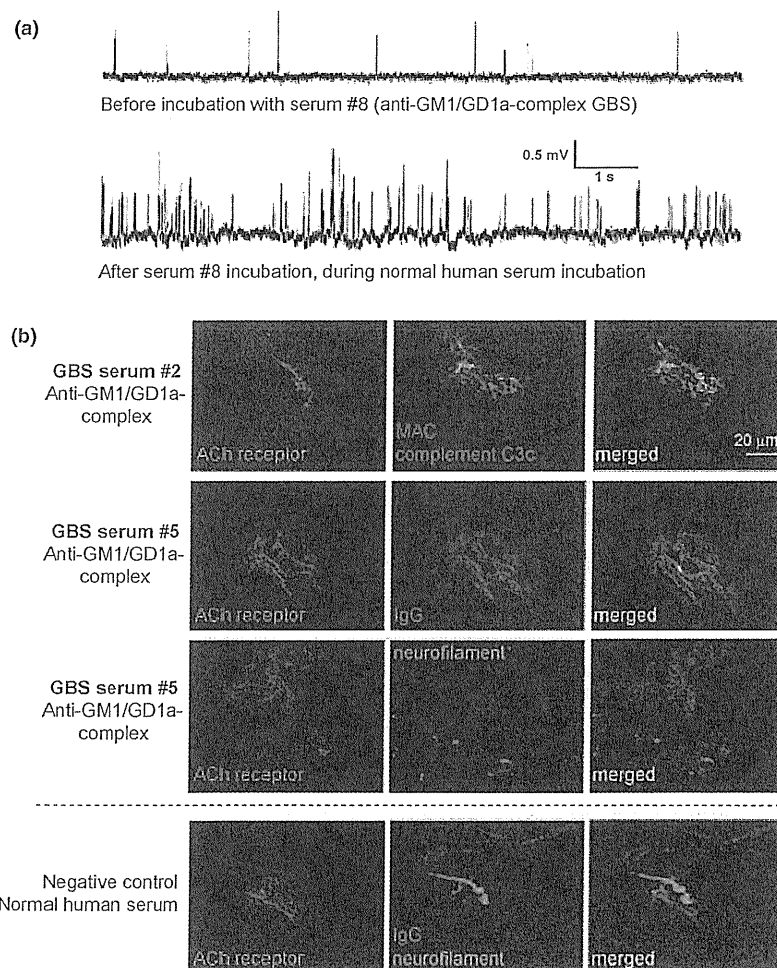 (a)
Before incubation with serum #8 (anti-GM1/GD1a-complex GBS)
0.5 mV
1 s
After serum #8 incubation, during normal human serum incubation
(b)
GBS serum #2
Anti-GM1/GD1a-
complex
ACh receptor
MAC
complement C3c
merged
20 µm
GBS serum #5
Anti-GM1/GD1a-
complex
ACh receptor
IgG
merged
GBS serum #5
Anti-GM1/GD1a-
complex
ACh receptor
neurofilament
merged
Negative control
Normal human serum
ACh receptor
IgG
neurofilament
merged